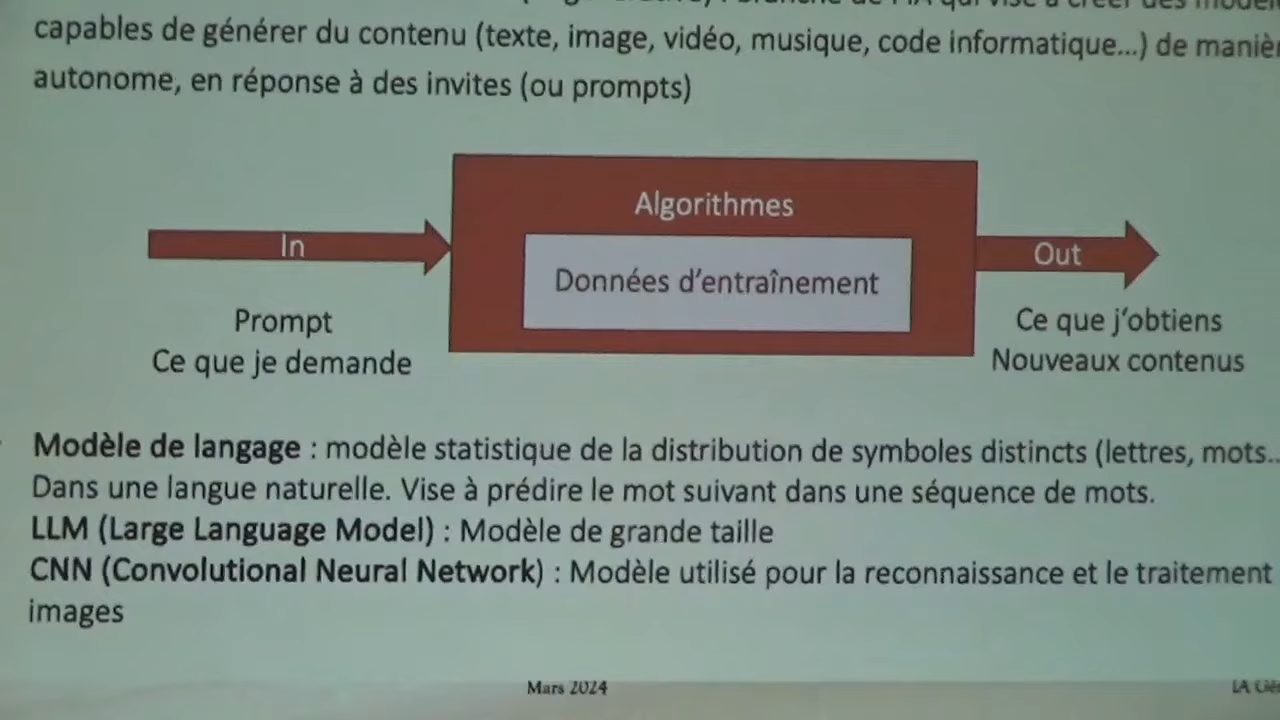 capables de générer du contenu (texte, image, vidéo, musique, code informatique...) de
autonome, en réponse à des invites (ou prompts)
Algorithmes
In
Données d'entraînement
Out
Prompt
Ce que je demande
Ce que j'obtiens
Nouveaux contenus
Modèle de langage : modèle statistique de la distribution de symboles distincts (lettres, mots..
Dans une langue naturelle. Vise à prédire le mot suivant dans une séquence de mots.
LLM (Large Language Model) : Modèle de grande taille
CNN (Convolutional Neural Network) : Modèle utilisé pour la reconnaissance et le traitement
images
Mars 2024